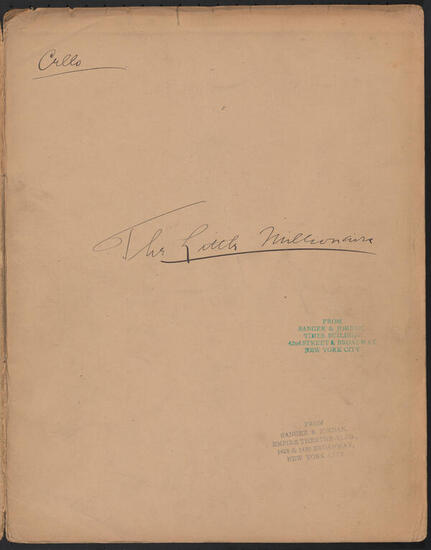 Cello
The Little Millionaire
FROM
SANGER & JORDAN,
TIMES BUILDING
42nd STREET & BROADWAY,
NEW YORK CITY
FROM
SANGER & JORDAN,
EMPIRE THEATRE BLDG.,
BROADWAY,
NEW YORK CITY